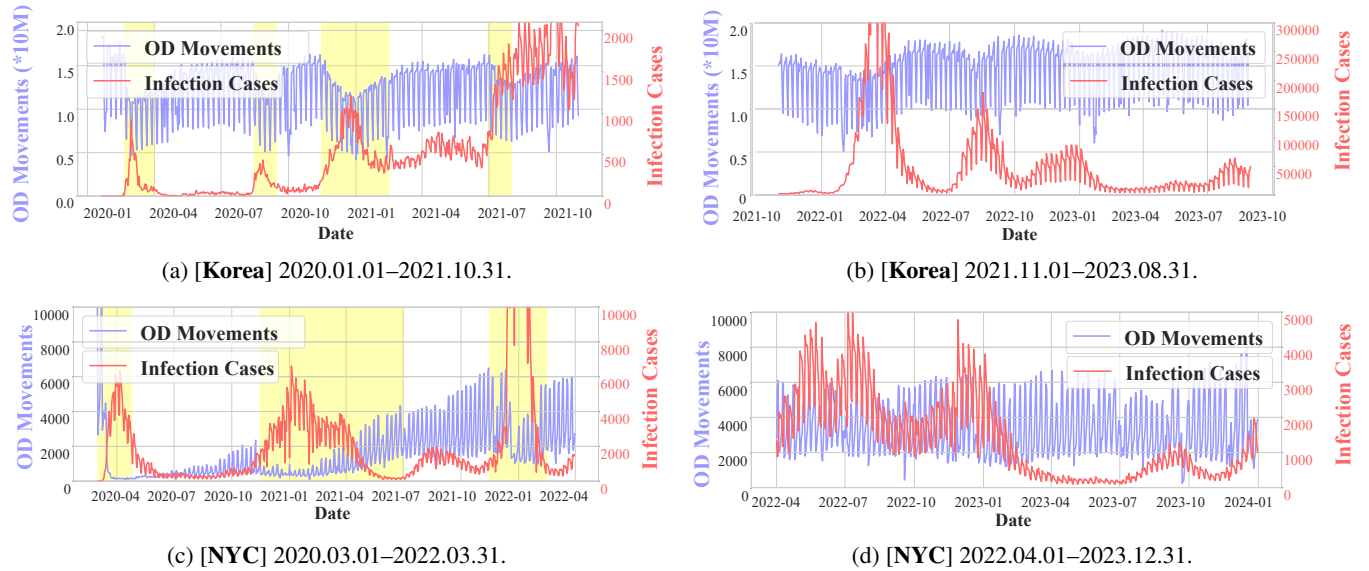 2.0
1.5
1.0
0.5
0.0
OD Movements (*10M)
OD Movements
Infection Cases
2000
1500
1000
500
0
Infection Cases
2020-01 2020-04 2020-07 2020-10 2021-01 2021-04 2021-07 2021-10
Date
(a) [Korea] 2020.01.01–2021.10.31.
2.0
1.5
1.0
0.5
0
OD Movements (*10M)
OD Movements
Infection Cases
300000
250000
200000
150000
100000
50000
Infection Cases
2021-10 2022-01 2022-04 2022-07 2022-10 2023-01 2023-04 2023-07 2023-10
Date
(b) [Korea] 2021.11.01–2023.08.31.
10000
8000
6000
4000
2000
0
OD Movements
OD Movements
Infection Cases
10000
8000
6000
4000
2000
0
Infection Cases
2020-04 2020-07 2020-10 2021-01 2021-04 2021-07 2021-10 2022-01 2022-04
Date
(c) [NYC] 2020.03.01–2022.03.31.
10000
8000
6000
4000
2000
0
OD Movements
OD Movements
Infection Cases
5000
4000
3000
2000
1000
0
Infection Cases
2022-04 2022-07 2022-10 2023-01 2023-04 2023-07 2023-10 2024-01
Date
(d) [NYC] 2022.04.01–2023.12.31.